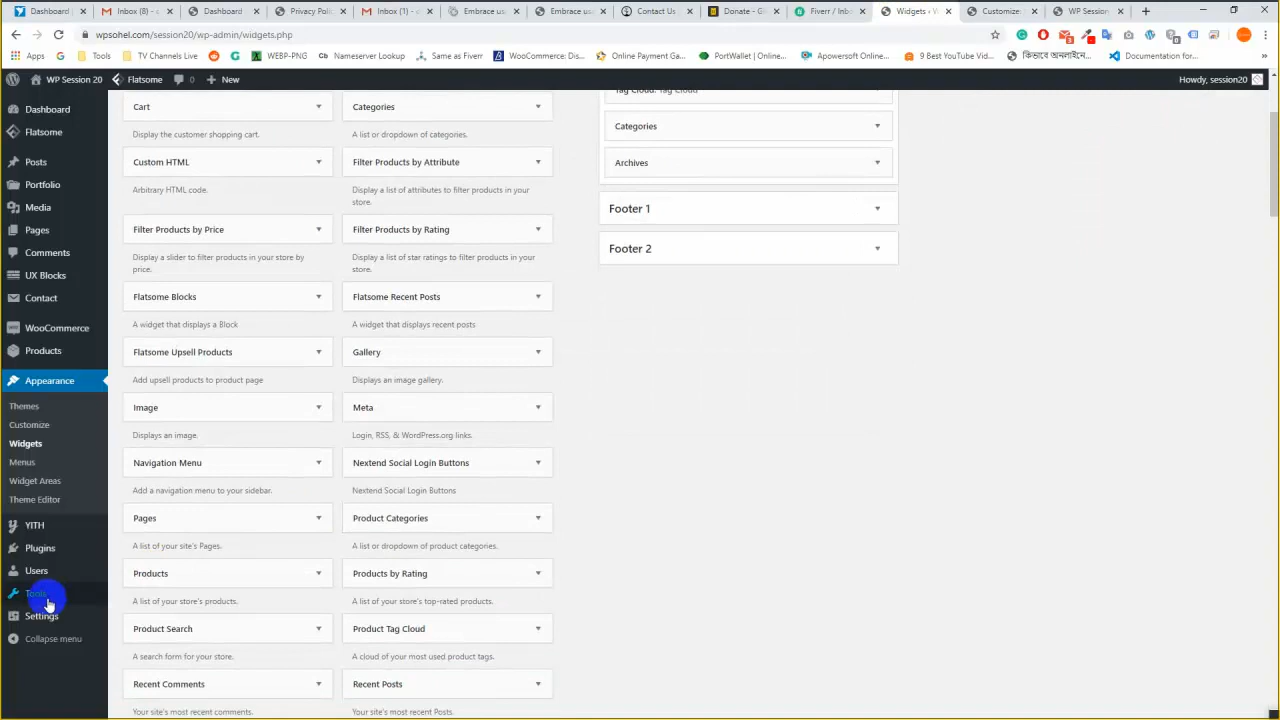 Dashboard |
Inbox (8) - c
Dashboard
Privacy Polic
Inbox (1) -
Embrace us
Embrace us
Contact Us
Donate - Gl
Fiverr / Inbo
Widgets ‹ W
Customize:
WP Session
wpsohel.com/session20/wp-admin/widgets.php
Apps
Tools
TV Channels Live
WEBP-PNG
Nameserver Lookup
Same as Fiverr
WooCommerce: Dis...
Online Payment Ga...
PortWallet | Online...
Apowersoft Online...
9 Best YouTube Vid...
কিভাবে অনলাইনে...
Documentation for...
WP Session 20
Flatsome
0
New
Howdy, session20
Dashboard
Flatsome
Posts
Portfolio
Media
Pages
Comments
UX Blocks
Contact
WooCommerce
Products
Appearance
Themes
Customize
Widgets
Menus
Widget Areas
Theme Editor
YITH
Plugins
Users
Tools
Settings
Collapse menu
Cart
Categories
Display the customer shopping cart.
A list or dropdown of categories.
Custom HTML
Filter Products by Attribute
Arbitrary HTML code.
Display a list of attributes to filter products in your
store.
Filter Products by Price
Filter Products by Rating
Display a slider to filter products in your store by
price.
Display a list of star ratings to filter products in your
store.
Flatsome Blocks
Flatsome Recent Posts
A widget that displays a Block
A widget that displays recent posts
Flatsome Upsell Products
Gallery
Add upsell products to product page
Displays an image gallery.
Image
Meta
Displays an image.
Login, RSS, & WordPress.org links.
Navigation Menu
Nextend Social Login Buttons
Add a navigation menu to your sidebar.
Nextend Social Login Buttons
Pages
Product Categories
A list of your site's Pages.
A list or dropdown of product categories.
Products
Products by Rating
A list of your store's products.
A list of your store's top-rated products.
Product Search
Product Tag Cloud
A search form for your store.
A cloud of your most used product tags.
Recent Comments
Recent Posts
Your site's most recent comments.
Your site's most recent Posts.
Tag Cloud: Tag Cloud
Categories
Archives
Footer 1
Footer 2